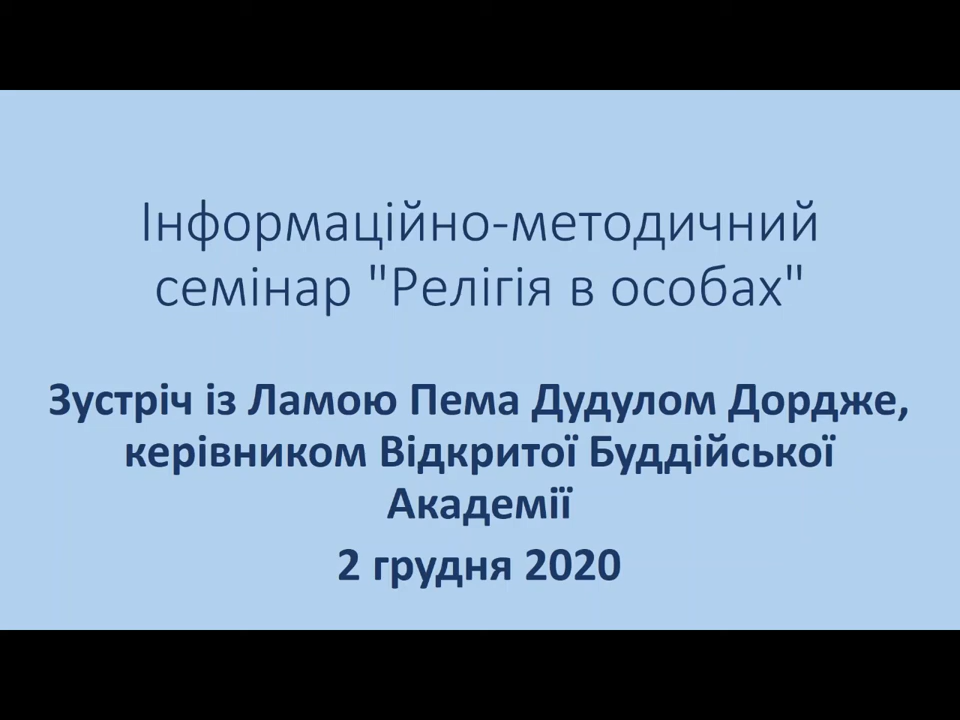 Інформаційно-методичний
семінар "Релігія в особах"
Зустріч із Ламою Пема Дудулом Дордже,
керівником Відкритої Буддійської
Академії
2 грудня 2020